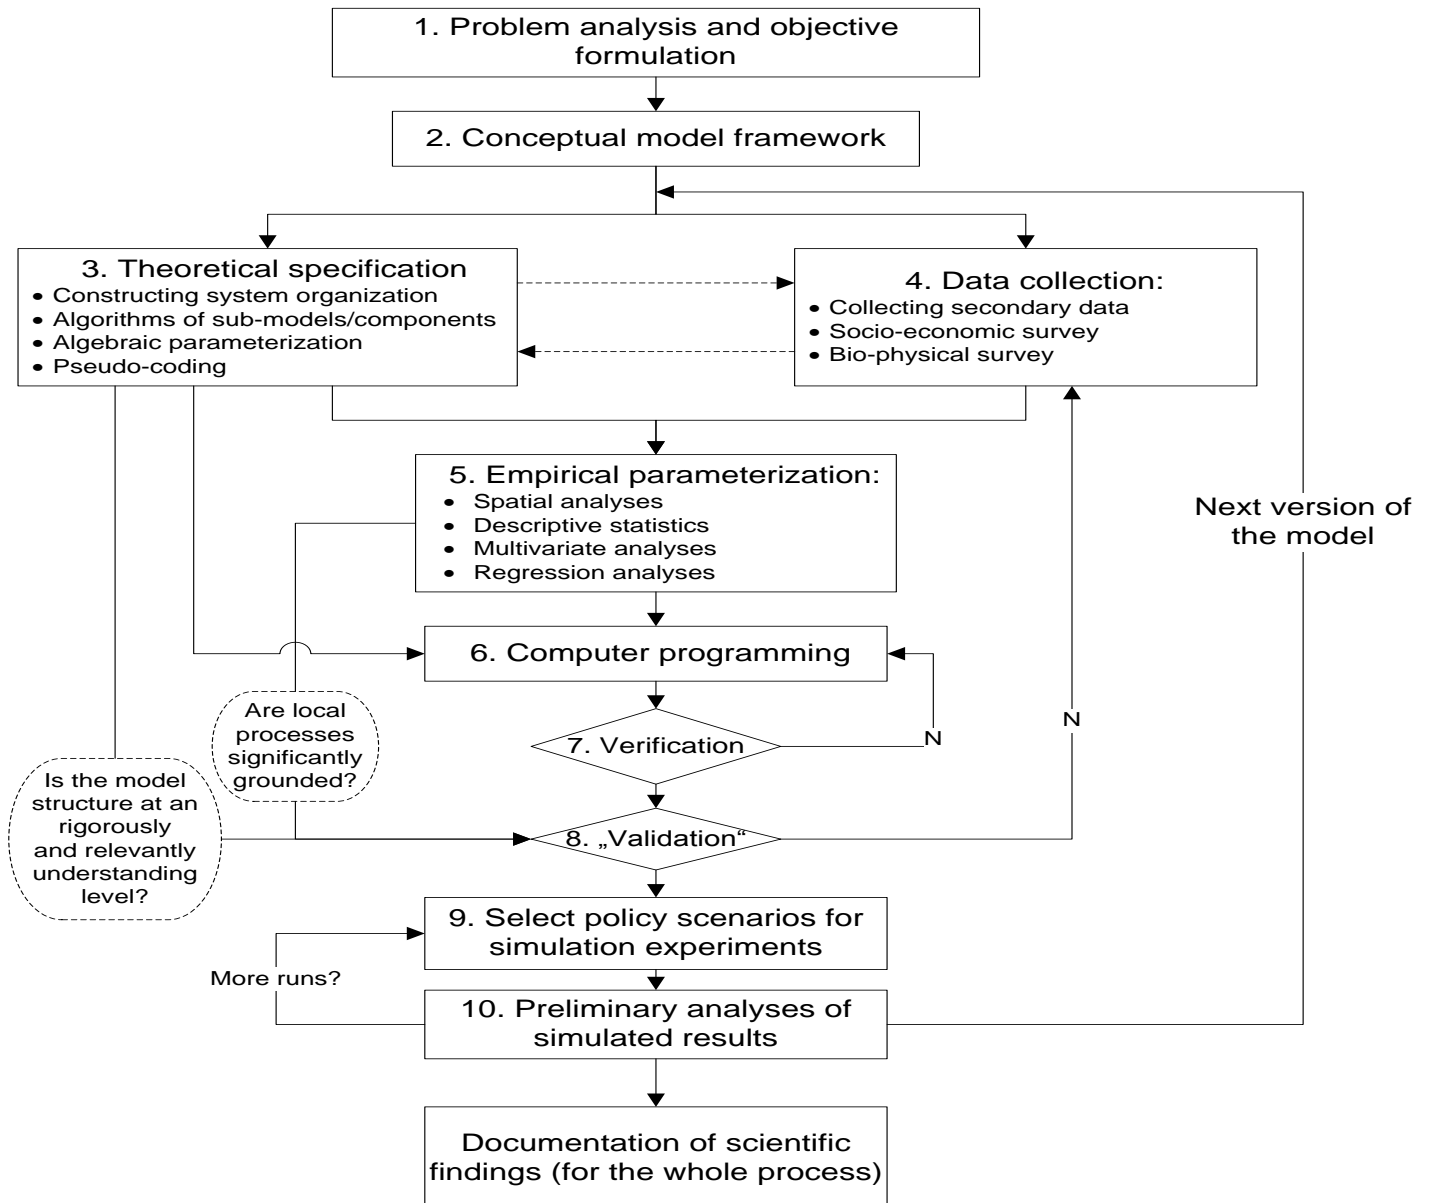 1. Problem analysis and objective
formulation
2. Conceptual model framework
3. Theoretical specification
• Constructing system organization
• Algorithms of sub-models/components
• Algebraic parameterization
• Pseudo-coding
4. Data collection:
• Collecting secondary data
• Socio-economic survey
• Bio-physical survey
5. Empirical parameterization:
• Spatial analyses
• Descriptive statistics
• Multivariate analyses
• Regression analyses
Next version of
the model
6. Computer programming
Are local
processes
significantly
grounded?
7. Verification
N
N
Is the model
structure at an
rigorously
and relevantly
understanding
level?
8. „Validation“
9. Select policy scenarios for
simulation experiments
More runs?
10. Preliminary analyses of
simulated results
Documentation of scientific
findings (for the whole process)